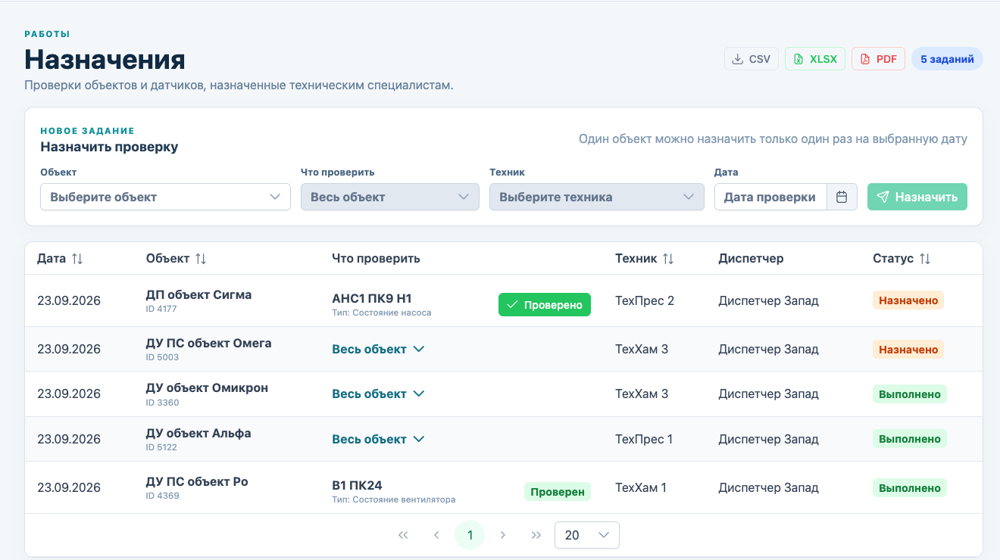 РАБОТЫ
Назначения
Проверки объектов и датчиков, назначенные техническим специалистам.
CSV XLSX PDF 5 заданий
НОВОЕ ЗАДАНИЕ
Назначить проверку
Один объект можно назначить только один раз на выбранную дату
Объект Что проверить Техник Дата
Выберите объект Весь объект Выберите техника Дата проверки Назначить
Дата Объект Что проверить Техник Диспетчер Статус
23.09.2026 ДП объект Сигма АНС1 ПК9 Н1 Проверено ТехПрес 2 Диспетчер Запад Назначено
ID 4177 Тип: Состояние насоса
23.09.2026 ДУ ПС объект Омега Весь объект ТехХам 3 Диспетчер Запад Назначено
ID 5003
23.09.2026 ДУ объект Омикрон Весь объект ТехХам 3 Диспетчер Запад Выполнено
ID 3360
23.09.2026 ДУ объект Альфа Весь объект ТехПрес 1 Диспетчер Запад Выполнено
ID 5122
23.09.2026 ДУ ПС объект Ро В1 ПК24 Проверен ТехХам 1 Диспетчер Запад Выполнено
ID 4369 Тип: Состояние вентилятора
« ‹ 1 › » 20